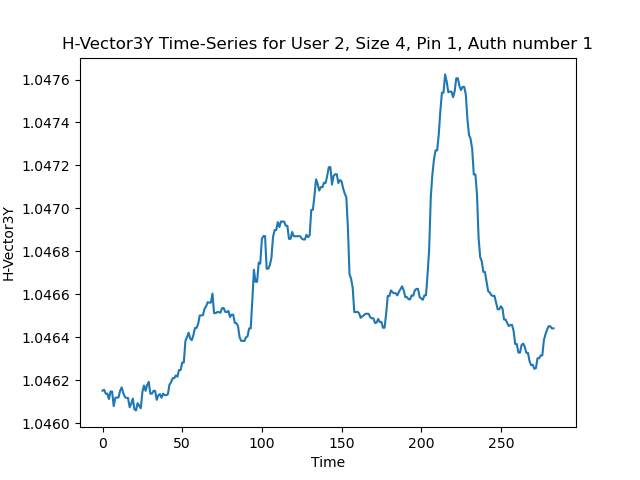 H-Vector3Y Time-Series for User 2, Size 4, Pin 1, Auth number 1
1.0476
1.0474
1.0472
1.0470
1.0468
1.0466
1.0464
1.0462
1.0460
H-Vector3Y
0 50 100 150 200 250
Time